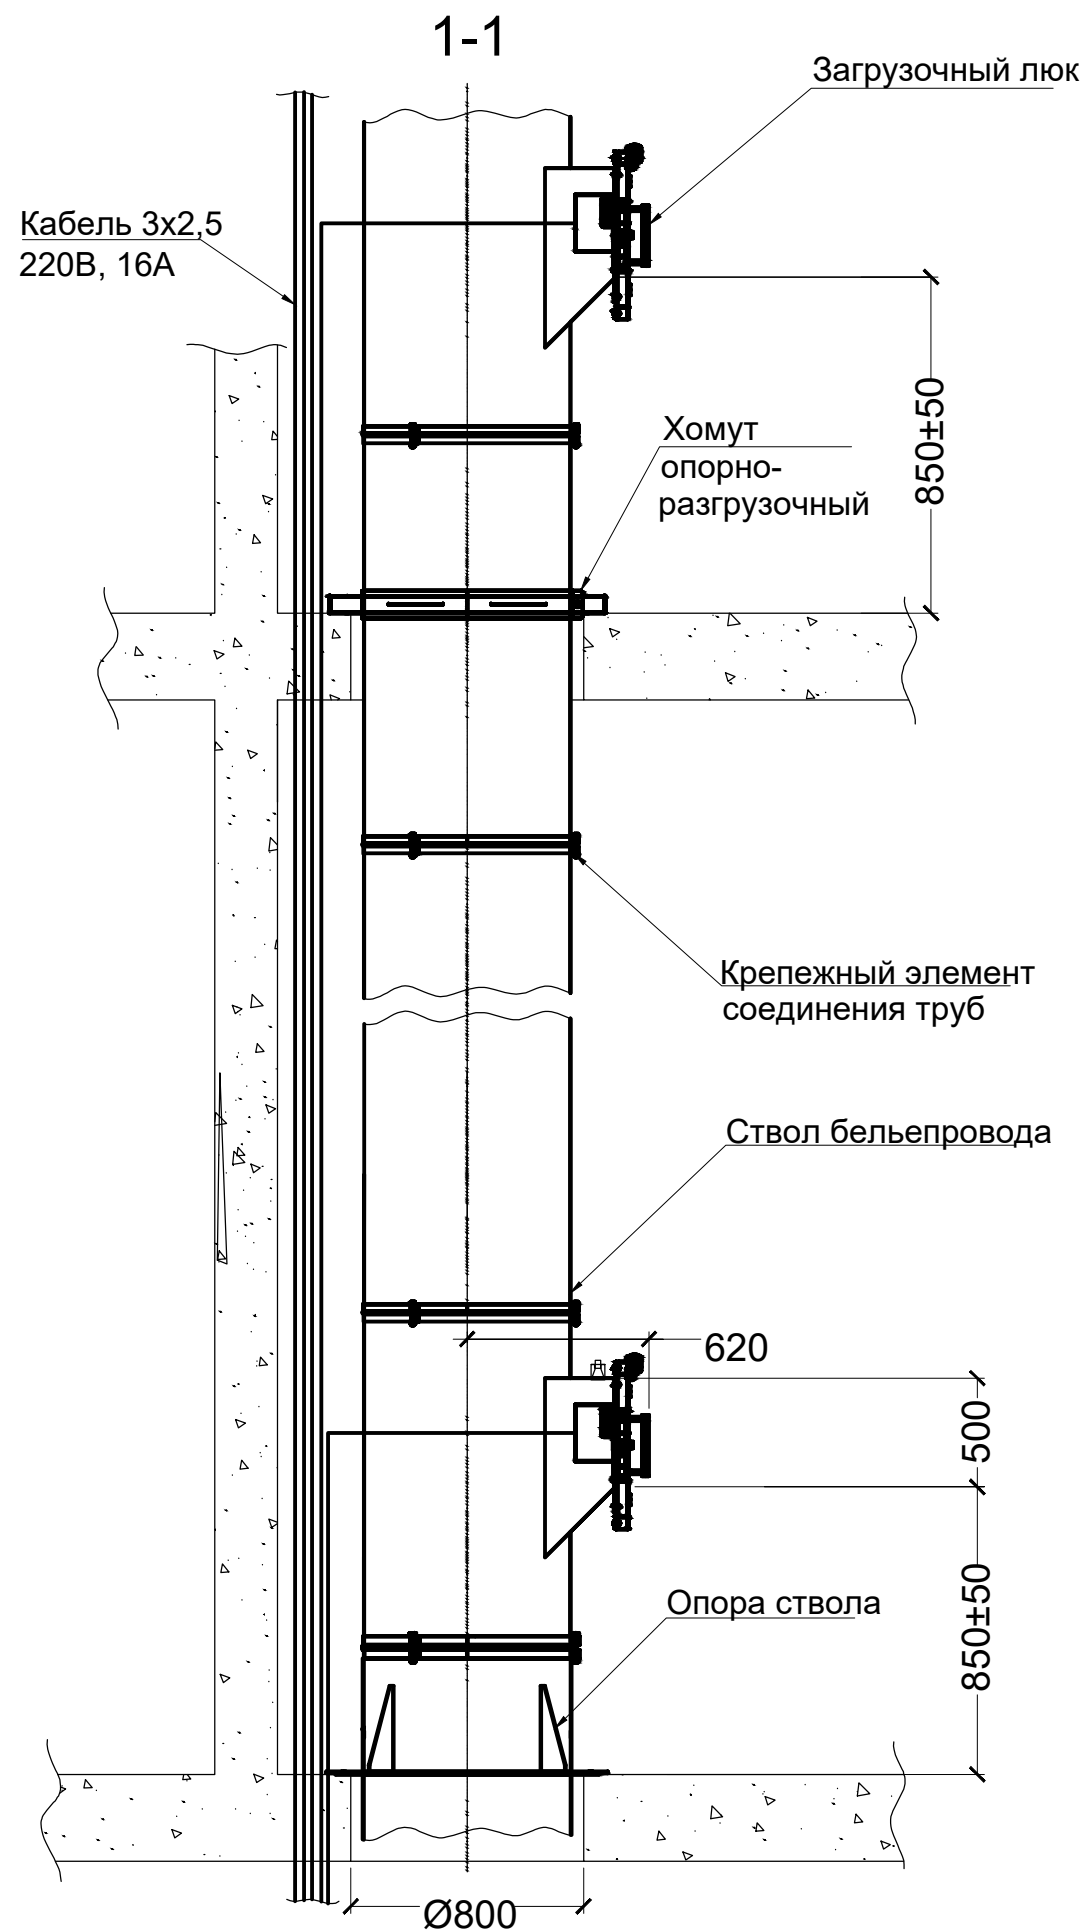 1-1
Загрузочный люк
Кабель 3х2,5
220В, 16А
850±50
Хомут
опорно-
разгрузочный
Крепежный элемент
соединения труб
Ствол бельепровода
620
500
850±50
Опора ствола
Ø800